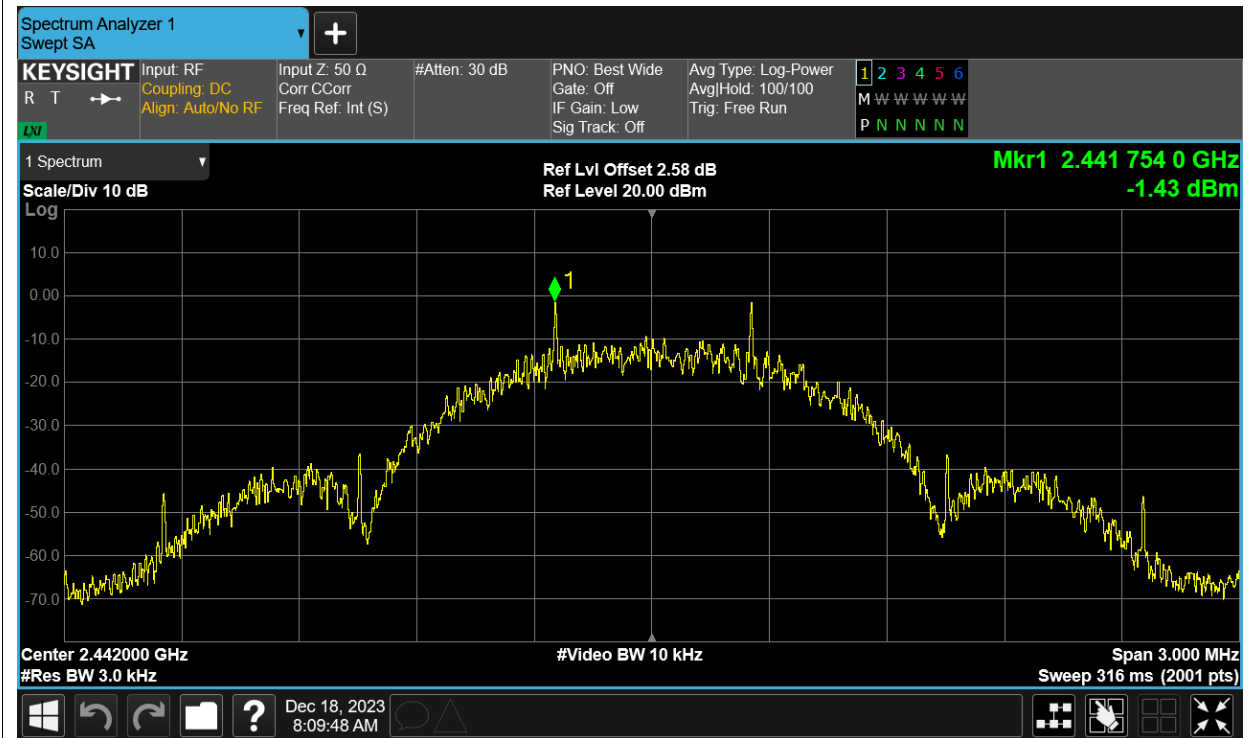 Spectrum Analyzer 1
Swept SA
KEYSIGHT
R T
LXI
Input: RF
Coupling: DC
Align: Auto/No RF
Input Z: 50 Ω
Corr CCorr
Freq Ref: Int (S)
#Atten: 30 dB
PNO: Best Wide
Gate: Off
IF Gain: Low
Sig Track: Off
Avg Type: Log-Power
Avg|Hold: 100/100
Trig: Free Run
1 2 3 4 5 6
M W W W W W
P N N N N N
1 Spectrum
Scale/Div 10 dB
Log
Ref Lvl Offset 2.58 dB
Ref Level 20.00 dBm
Mkr1 2.441 754 0 GHz
-1.43 dBm
10.0
0.00
-10.0
-20.0
-30.0
-40.0
-50.0
-60.0
-70.0
1
Center 2.442000 GHz
#Res BW 3.0 kHz
#Video BW 10 kHz
Span 3.000 MHz
Sweep 316 ms (2001 pts)
?
Dec 18, 2023
8:09:48 AM